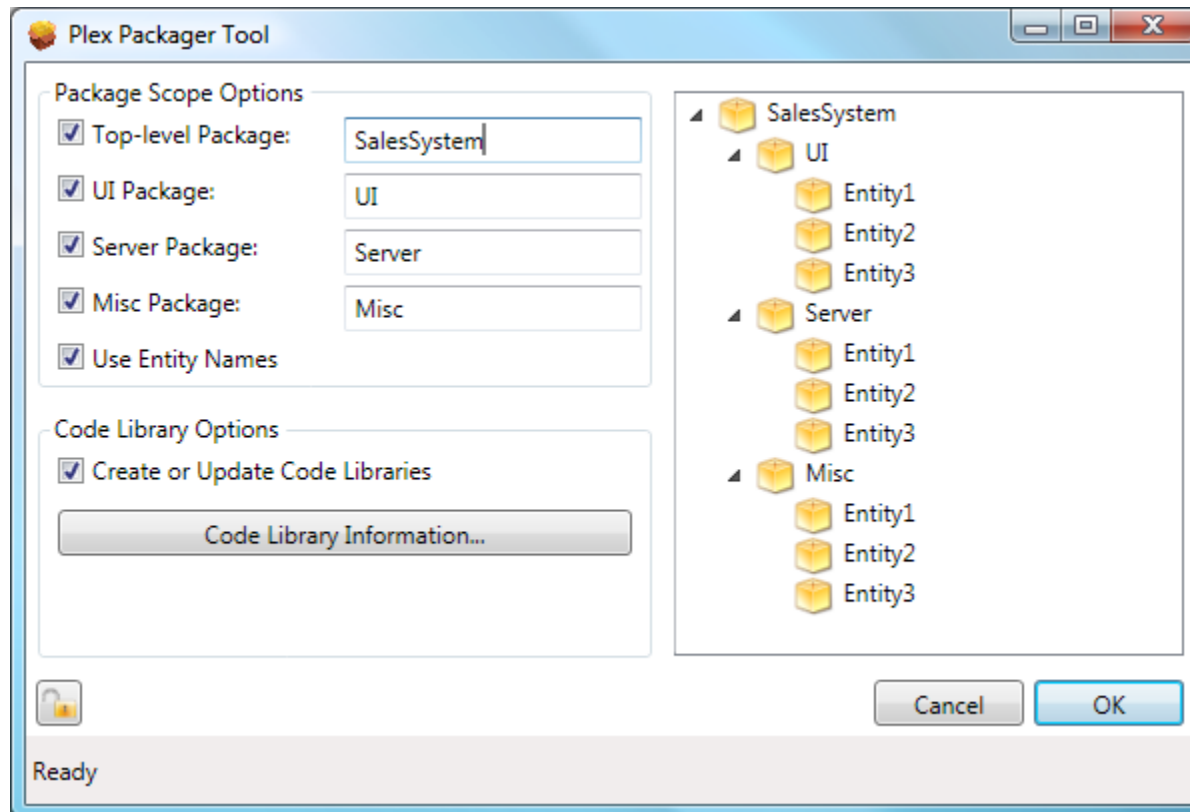 Plex Packager Tool
Package Scope Options
Top-level Package:
SalesSystem
UI Package:
UI
Server Package:
Server
Misc Package:
Misc
Use Entity Names
Code Library Options
Create or Update Code Libraries
Code Library Information...
SalesSystem
UI
Entity1
Entity2
Entity3
Server
Entity1
Entity2
Entity3
Misc
Entity1
Entity2
Entity3
Cancel
OK
Ready